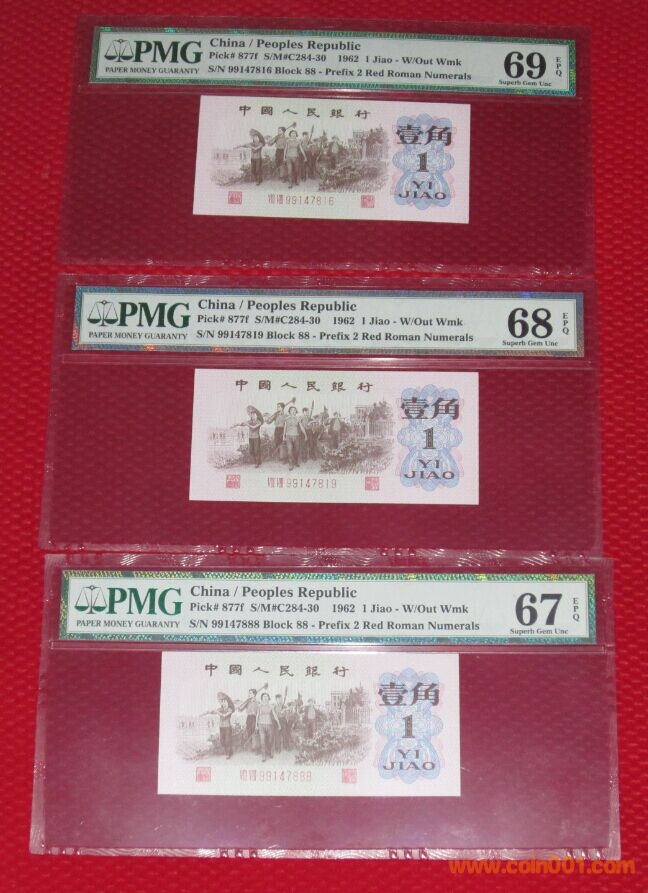 PMG
PAPER MONEY GUARANTY
China / Peoples Republic
Pick# 877f S/M#C284-30 1962 1 Jiao - W/Out Wmk
S/N 99147816 Block 88 - Prefix 2 Red Roman Numerals
69 EPQ
Superb Gem Unc
中國人民銀行
壹角
1
YI
JIAO
VIII VIII 99147816
PMG
PAPER MONEY GUARANTY
China / Peoples Republic
Pick# 877f S/M#C284-30 1962 1 Jiao - W/Out Wmk
S/N 99147819 Block 88 - Prefix 2 Red Roman Numerals
68 EPQ
Superb Gem Unc
中國人民銀行
壹角
1
YI
JIAO
VIII VIII 99147819
PMG
PAPER MONEY GUARANTY
China / Peoples Republic
Pick# 877f S/M#C284-30 1962 1 Jiao - W/Out Wmk
S/N 99147888 Block 88 - Prefix 2 Red Roman Numerals
67 EPQ
Superb Gem Unc
中國人民銀行
壹角
1
YI
JIAO
VIII VIII 99147888
www.coin001.com